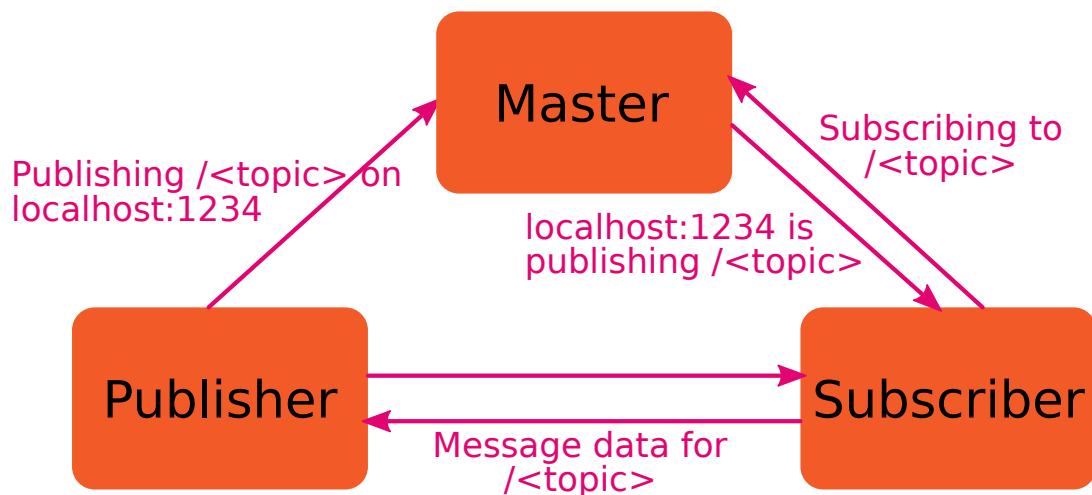 Master
Subscribing to
/<topic>
Publishing /<topic> on
localhost:1234
localhost:1234 is
publishing /<topic>
Publisher
Subscriber
Message data for
/<topic>